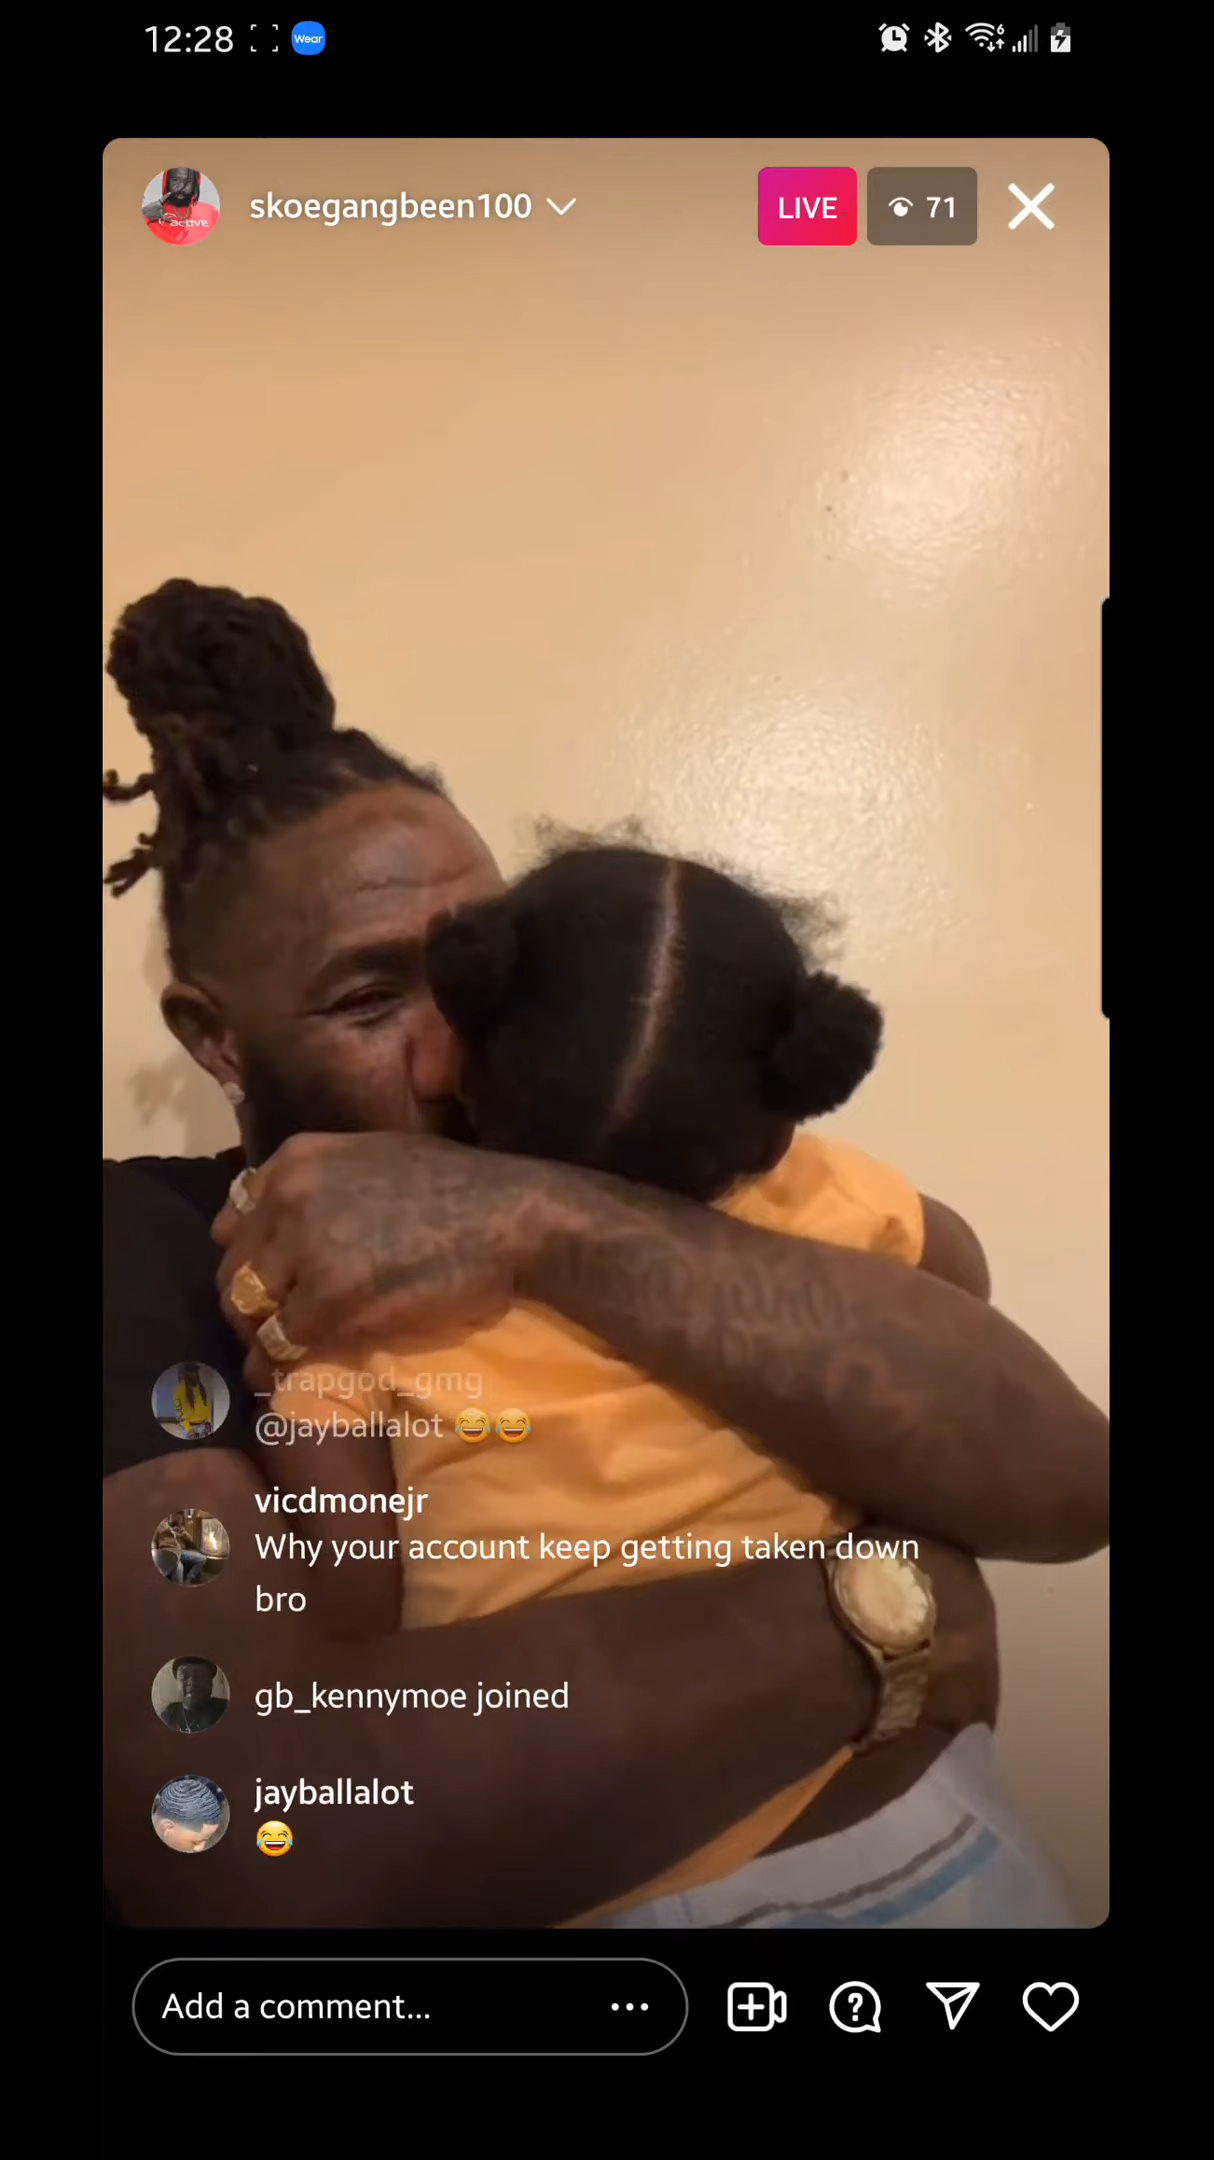 12:28
Wear
skoegangbeen100
LIVE
71
active
_trapgod_gmg
@jayballalot 😂😂
vicdmonejr
Why your account keep getting taken down
bro
gb_kennymoe joined
jayballalot
😂
Add a comment...